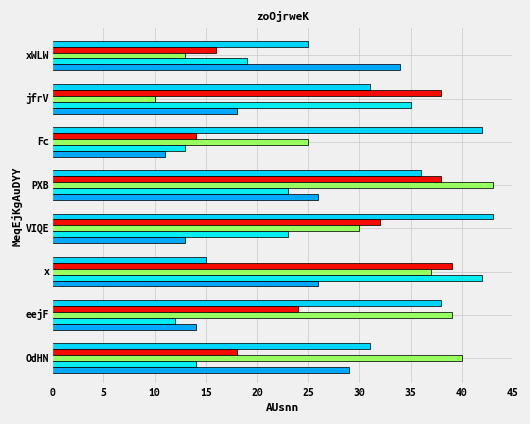 zoOjrweK
xWLW
jfrV
Fc
PXB
VIQE
x
eejF
OdHN
MeqEjKgAuDYY
0 5 10 15 20 25 30 35 40 45
AUsnn